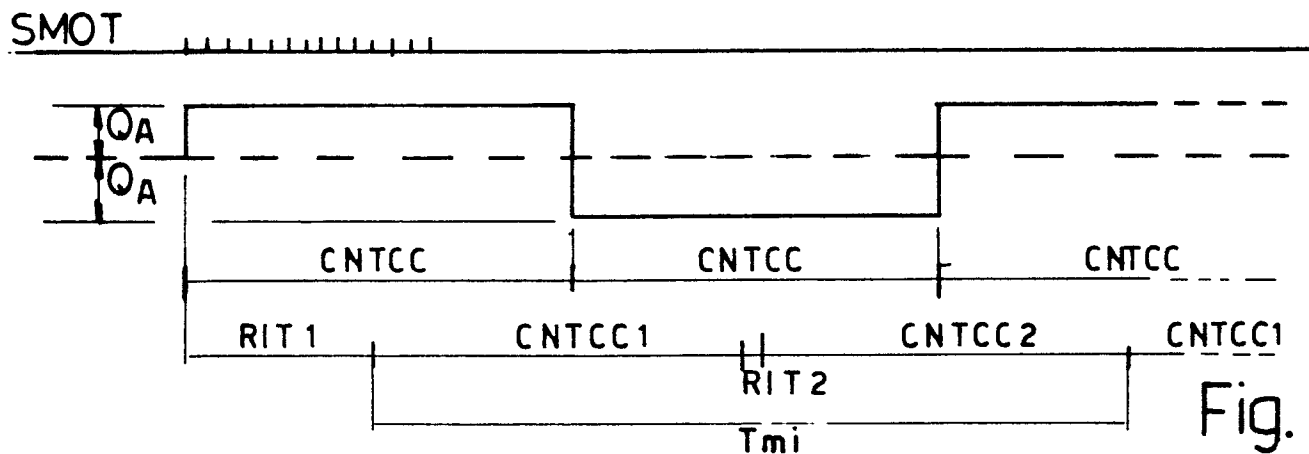 SMOT
QA
QA
CNTCC CNTCC CNTCC
RIT1 CNTCC1 CNTCC2 CNTCC1
RIT2
Tmi
Fig.